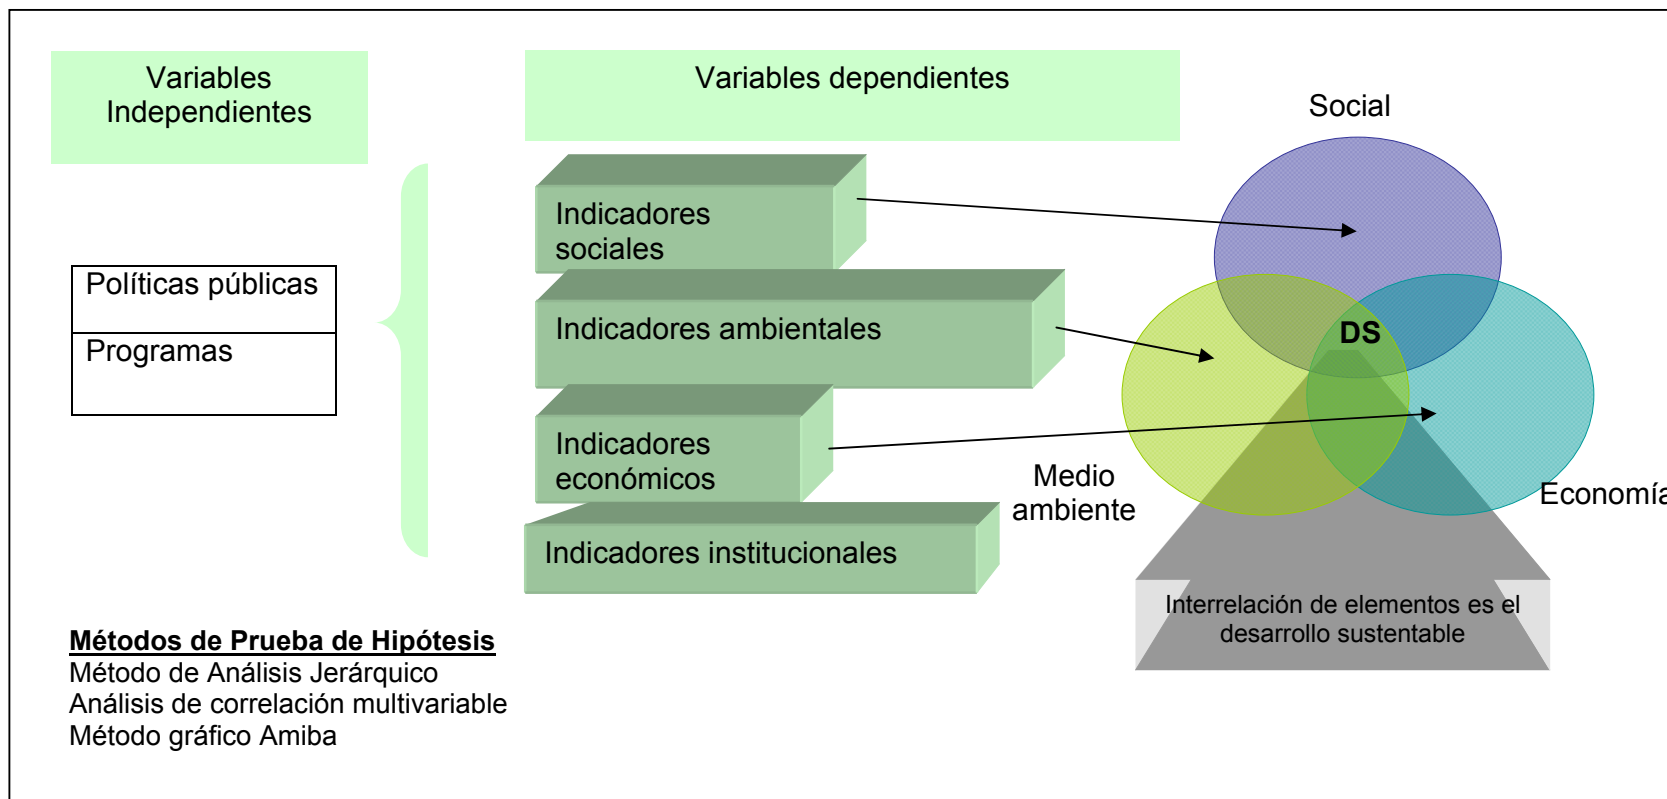 Variables
Independientes
Variables dependientes
Social
Indicadores
sociales
Políticas públicas
Programas
Indicadores ambientales
DS
Indicadores
económicos
Medio
ambiente
Economía
Indicadores institucionales
Interrelación de elementos es el
desarrollo sustentable
Métodos de Prueba de Hipótesis
Método de Análisis Jerárquico
Análisis de correlación multivariable
Método gráfico Amiba